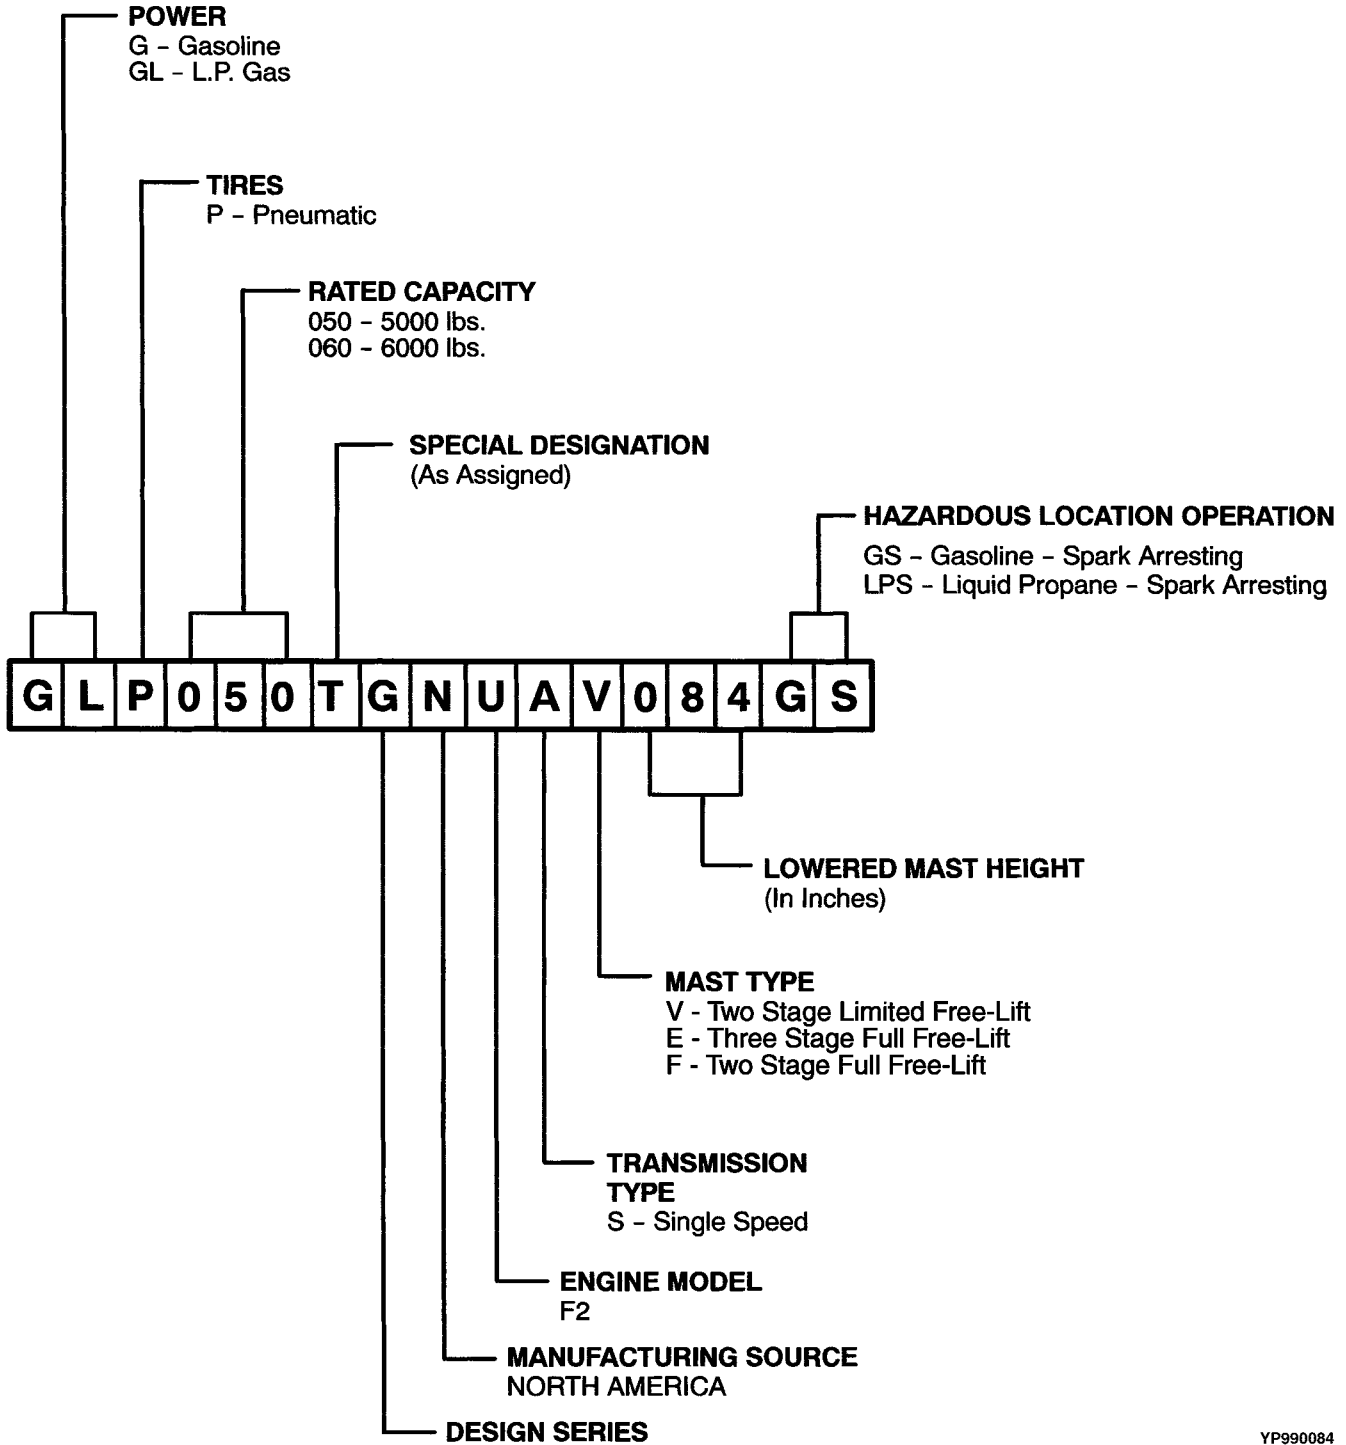 POWER
G – Gasoline
GL – L.P. Gas
TIRES
P – Pneumatic
RATED CAPACITY
050 – 5000 lbs.
060 – 6000 lbs.
SPECIAL DESIGNATION
(As Assigned)
HAZARDOUS LOCATION OPERATION
GS – Gasoline – Spark Arresting
LPS – Liquid Propane – Spark Arresting
G L P 0 5 0 T G N U A V 0 8 4 G S
LOWERED MAST HEIGHT
(In Inches)
MAST TYPE
V - Two Stage Limited Free-Lift
E - Three Stage Full Free-Lift
F - Two Stage Full Free-Lift
TRANSMISSION
TYPE
S – Single Speed
ENGINE MODEL
F2
MANUFACTURING SOURCE
NORTH AMERICA
DESIGN SERIES
YP990084